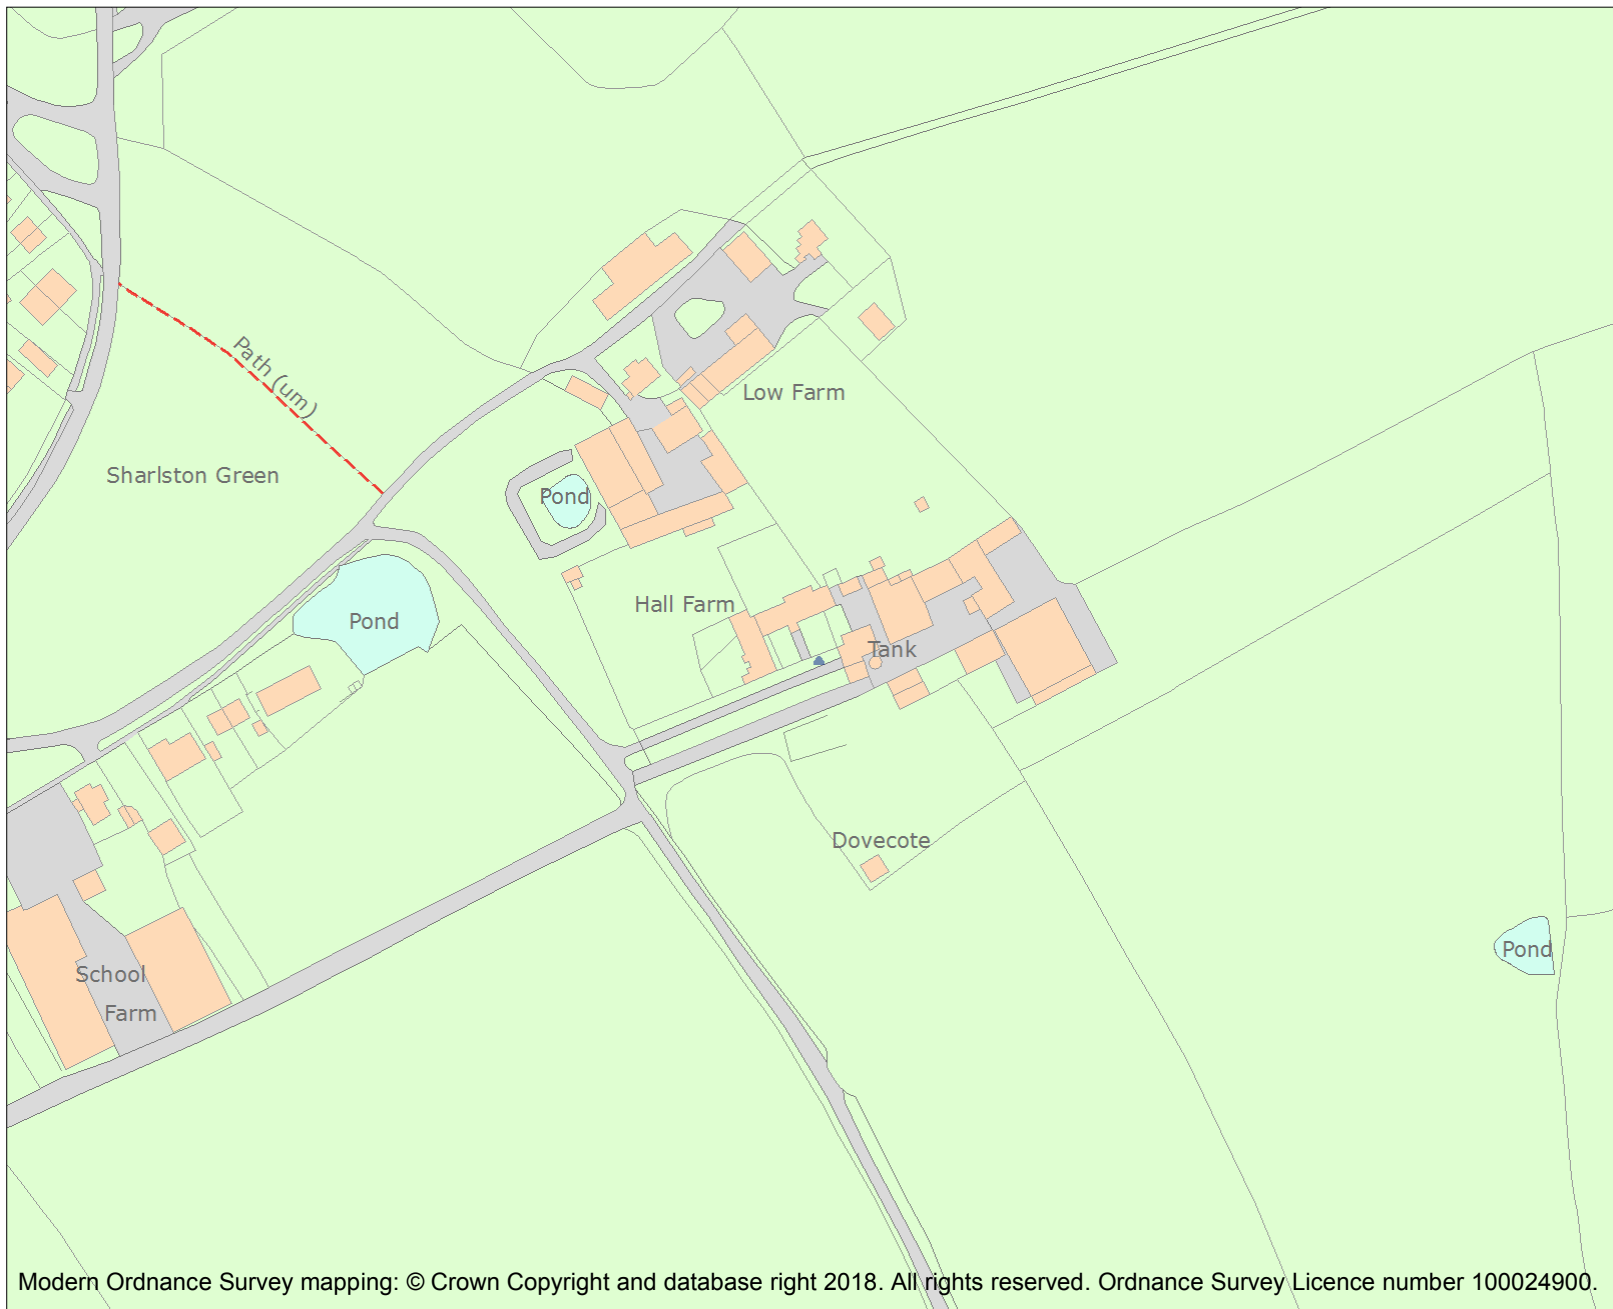 Path (um)
Low Farm
Sharlston Green
Pond
Hall Farm
Pond
Tank
Dovecote
Pond
School
Farm
Modern Ordnance Survey mapping: © Crown Copyright and database right 2018. All rights reserved. Ordnance Survey Licence number 100024900.